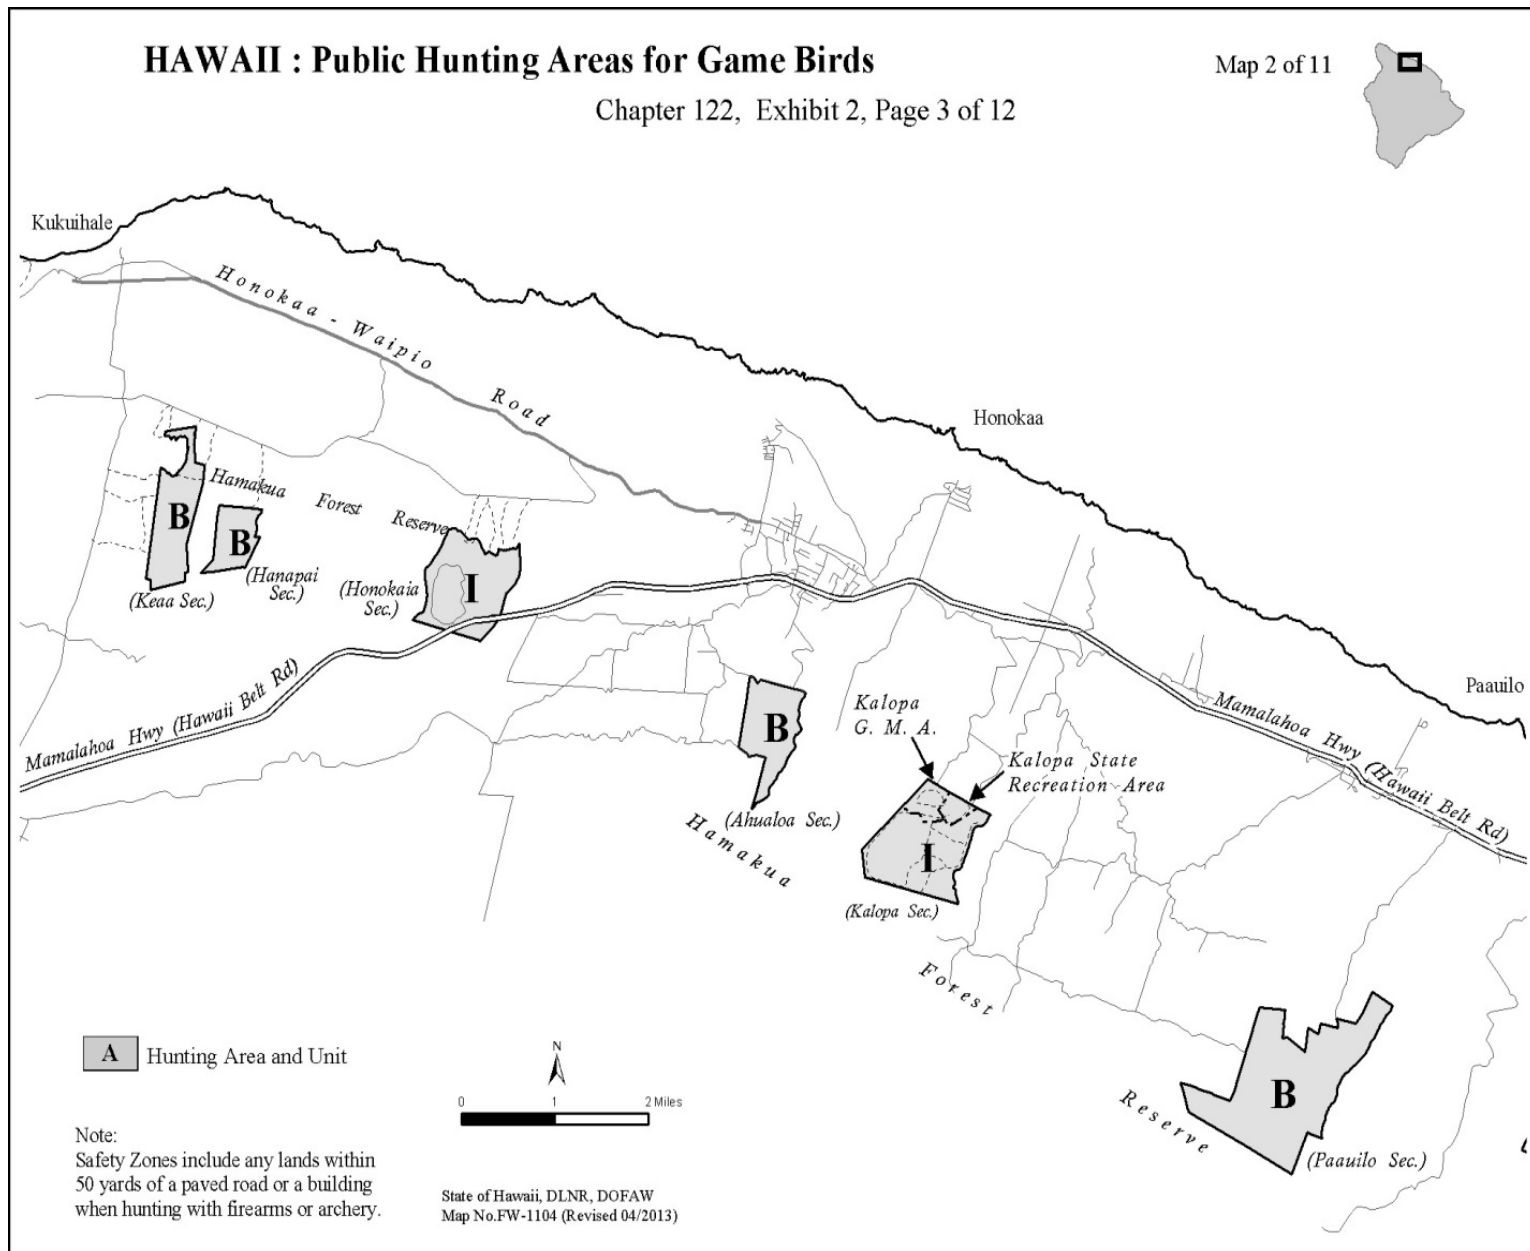 HAWAII : Public Hunting Areas for Game Birds
Map 2 of 11
Chapter 122, Exhibit 2, Page 3 of 12
Kukuihale
Honokaa - Waipio Road
Honokaa
Hamakua Forest Reserve
B
B
(Hanapai
Sec.)
(Keaa Sec.)
(Honokaia
Sec.)
I
Mamalahoa Hwy (Hawaii Belt Rd)
Paauilo
Mamalahoa Hwy (Hawaii Belt Rd)
B
(Ahualoa Sec.)
Kalopa
G. M. A.
Kalopa State
Recreation Area
I
(Kalopa Sec.)
Hamakua
Forest
Reserve
B
(Paauilo Sec.)
A Hunting Area and Unit
N
0 1 2 Miles
Note:
Safety Zones include any lands within
50 yards of a paved road or a building
when hunting with firearms or archery.
State of Hawaii, DLNR, DOFAW
Map No.FW-1104 (Revised 04/2013)